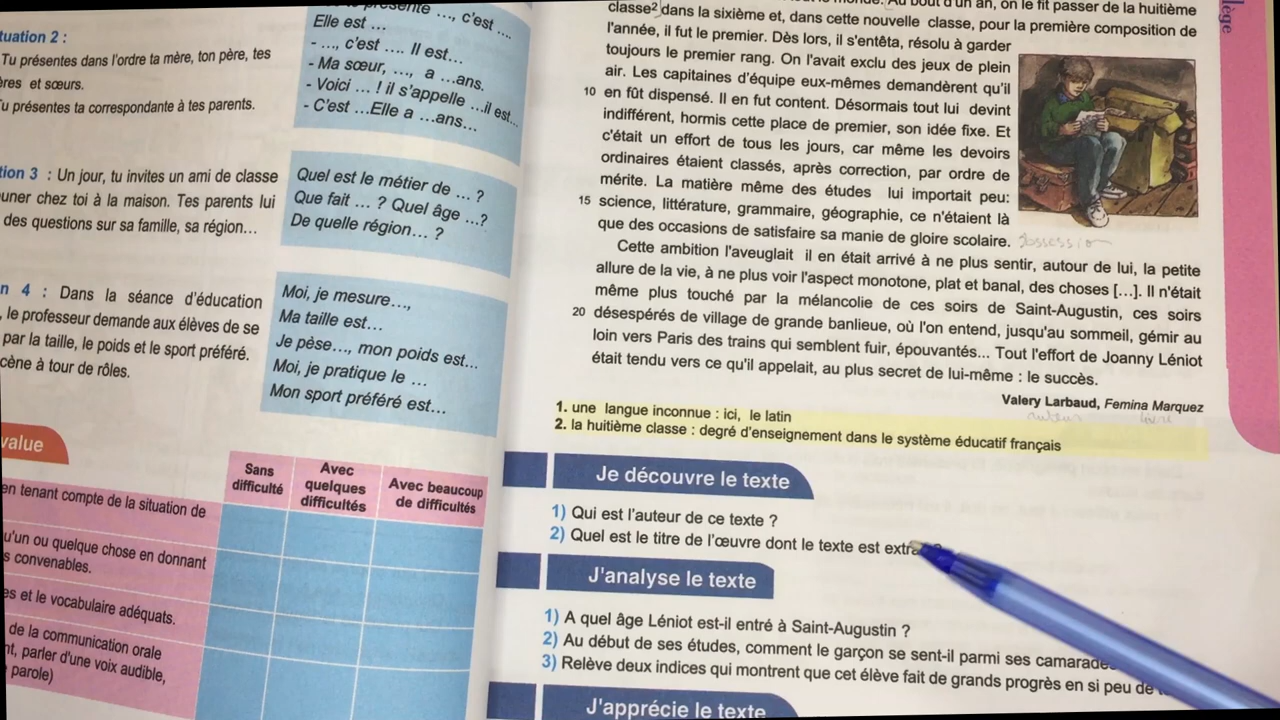 tuation 2 :
Tu présentes dans l'ordre ta mère, ton père, tes
ères et sœurs.
Tu présentes ta correspondante à tes parents.
présente …, c'est ….
Elle est …
- …, c'est …. Il est…
- Ma sœur, …, a …ans.
- Voici … ! il s'appelle …il est…
- C'est …Elle a …ans…
tion 3 : Un jour, tu invites un ami de classe
uner chez toi à la maison. Tes parents lui
des questions sur sa famille, sa région…
Quel est le métier de … ?
Que fait … ? Quel âge …?
De quelle région… ?
n 4 : Dans la séance d'éducation
, le professeur demande aux élèves de se
par la taille, le poids et le sport préféré.
cène à tour de rôles.
Moi, je mesure…,
Ma taille est…
Je pèse…, mon poids est…
Moi, je pratique le …
Mon sport préféré est…
value
Sans difficulté
Avec quelques difficultés
Avec beaucoup de difficultés
en tenant compte de la situation de
u'un ou quelque chose en donnant
s convenables.
es et le vocabulaire adéquats.
de la communication orale
nt, parler d'une voix audible,
parole)
Au bout d'un an, on le fit passer de la huitième
classe² dans la sixième et, dans cette nouvelle classe, pour la première composition de
l'année, il fut le premier. Dès lors, il s'entêta, résolu à garder
toujours le premier rang. On l'avait exclu des jeux de plein
air. Les capitaines d'équipe eux-mêmes demandèrent qu'il
10 en fût dispensé. Il en fut content. Désormais tout lui devint
indifférent, hormis cette place de premier, son idée fixe. Et
c'était un effort de tous les jours, car même les devoirs
ordinaires étaient classés, après correction, par ordre de
mérite. La matière même des études lui importait peu:
15 science, littérature, grammaire, géographie, ce n'étaient là
que des occasions de satisfaire sa manie de gloire scolaire. obsession
Cette ambition l'aveuglait il en était arrivé à ne plus sentir, autour de lui, la petite
allure de la vie, à ne plus voir l'aspect monotone, plat et banal, des choses […]. Il n'était
même plus touché par la mélancolie de ces soirs de Saint-Augustin, ces soirs
20 désespérés de village de grande banlieue, où l'on entend, jusqu'au sommeil, gémir au
loin vers Paris des trains qui semblent fuir, épouvantés… Tout l'effort de Joanny Léniot
était tendu vers ce qu'il appelait, au plus secret de lui-même : le succès.
Valery Larbaud, Femina Marquez
auteur livre
1. une langue inconnue : ici, le latin
2. la huitième classe : degré d'enseignement dans le système éducatif français
Je découvre le texte
1) Qui est l'auteur de ce texte ?
2) Quel est le titre de l'œuvre dont le texte est extra
J'analyse le texte
1) A quel âge Léniot est-il entré à Saint-Augustin ?
2) Au début de ses études, comment le garçon se sent-il parmi ses camarade
3) Relève deux indices qui montrent que cet élève fait de grands progrès en si peu de
J'apprécie le texte
lège